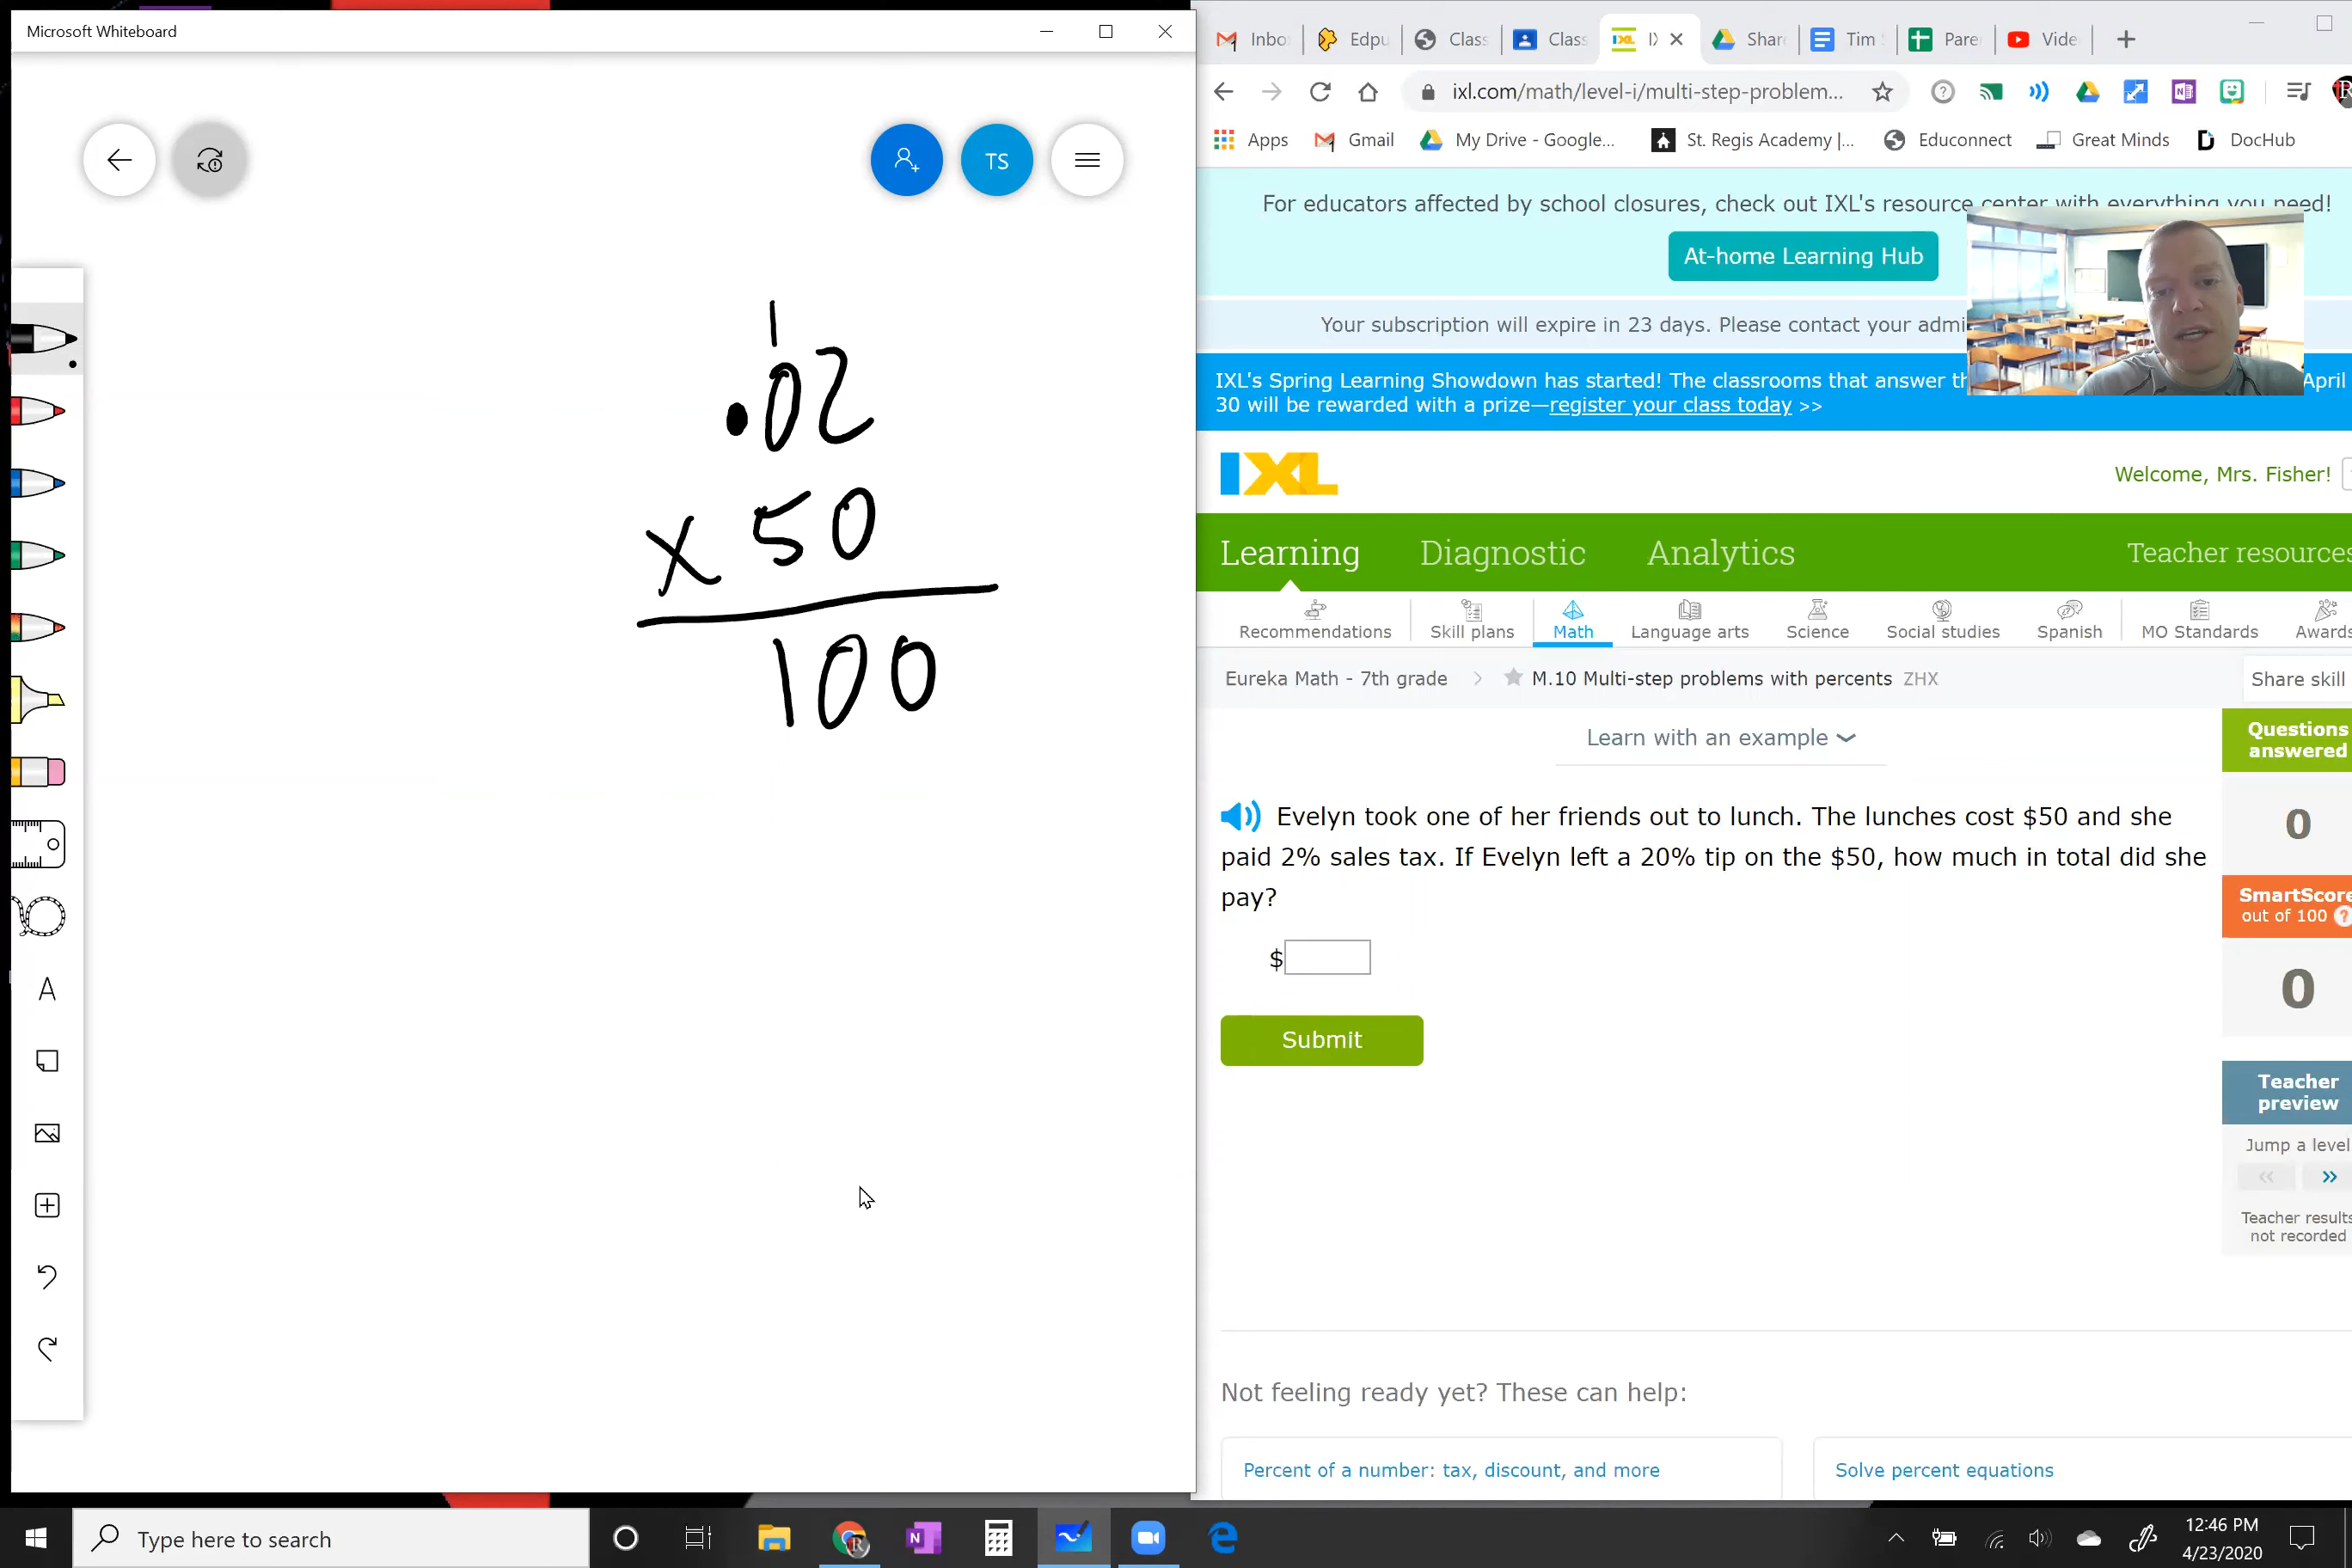 Microsoft Whiteboard
TS
1
.02
x 50
100
A
Inbo
Edpu
Class
Class
IXL
Shar
Tim
Pare
Vide
ixl.com/math/level-i/multi-step-problem...
Apps
Gmail
My Drive - Google...
St. Regis Academy |...
Educonnect
Great Minds
DocHub
For educators affected by school closures, check out IXL's resource center with everything you need!
At-home Learning Hub
Your subscription will expire in 23 days. Please contact your admi
IXL's Spring Learning Showdown has started! The classrooms that answer th
April
30 will be rewarded with a prize—register your class today >>
IXL
Welcome, Mrs. Fisher!
Learning
Diagnostic
Analytics
Teacher resources
Recommendations
Skill plans
Math
Language arts
Science
Social studies
Spanish
MO Standards
Awards
Eureka Math - 7th grade > M.10 Multi-step problems with percents ZHX
Share skill
Learn with an example
Questions
answered
0
Evelyn took one of her friends out to lunch. The lunches cost $50 and she
paid 2% sales tax. If Evelyn left a 20% tip on the $50, how much in total did she
pay?
$
Submit
SmartScore
out of 100 ?
0
Teacher
preview
Jump a level
<< >>
Teacher results
not recorded
Not feeling ready yet? These can help:
Percent of a number: tax, discount, and more
Solve percent equations
Type here to search
12:46 PM
4/23/2020